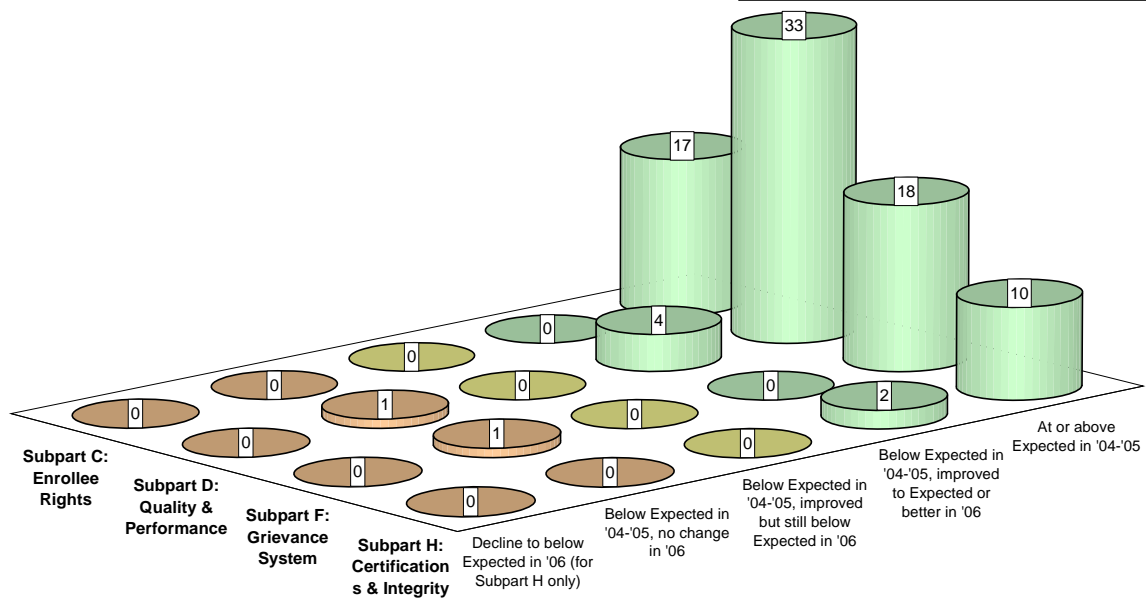 33
17
18
10
4
0
0
2
0
0
0
0
1
0
0
1
0
0
0
0
Subpart C:
Enrollee
Rights
Subpart D:
Quality &
Performance
Subpart F:
Grievance
System
Subpart H:
Certification
s & Integrity
Decline to below
Expected in '06 (for
Subpart H only)
Below Expected in
'04-'05, no change
in '06
Below Expected in
'04-'05, improved
but still below
Expected in '06
Below Expected in
'04-'05, improved
to Expected or
better in '06
At or above
Expected in '04-'05